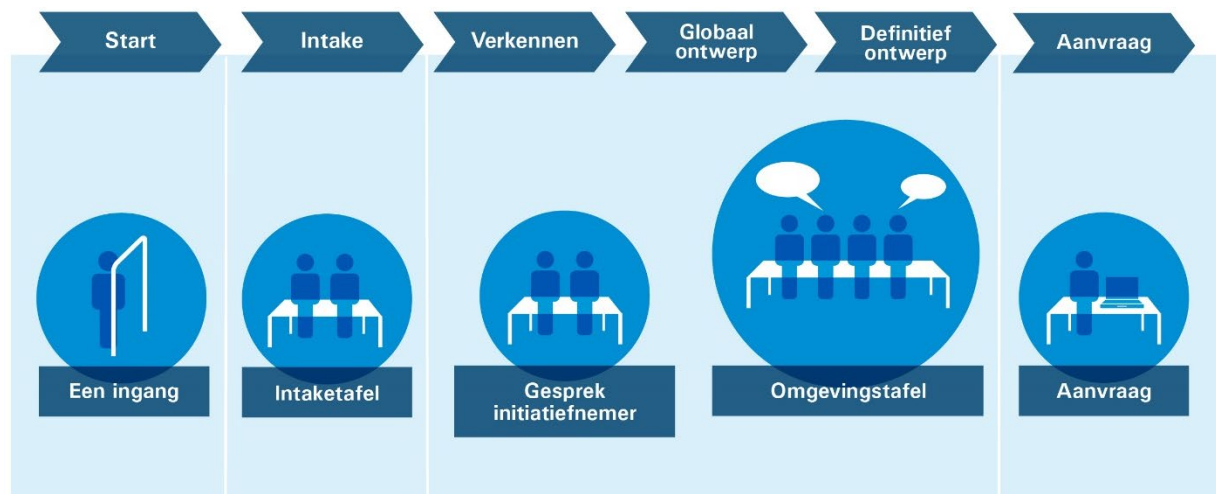 Start
Intake
Verkennen
Globaal
ontwerp
Definitief
ontwerp
Aanvraag
Een ingang
Intaketafel
Gesprek
initiatiefnemer
Omgevingstafel
Aanvraag